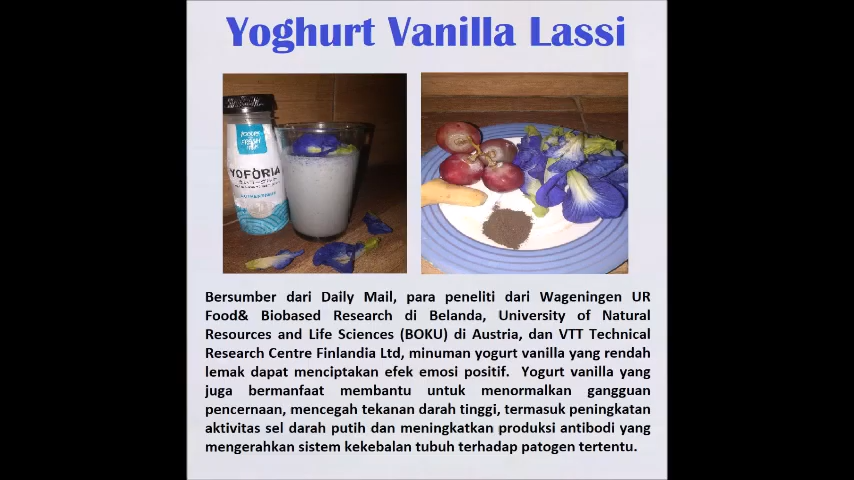 Yoghurt Vanilla Lassi
YOFORIA
Bersumber dari Daily Mail, para peneliti dari Wageningen UR
Food& Biobased Research di Belanda, University of Natural
Resources and Life Sciences (BOKU) di Austria, dan VTT Technical
Research Centre Finlandia Ltd, minuman yogurt vanilla yang rendah
lemak dapat menciptakan efek emosi positif. Yogurt vanilla yang
juga bermanfaat membantu untuk menormalkan gangguan
pencernaan, mencegah tekanan darah tinggi, termasuk peningkatan
aktivitas sel darah putih dan meningkatkan produksi antibodi yang
mengerahkan sistem kekebalan tubuh terhadap patogen tertentu.